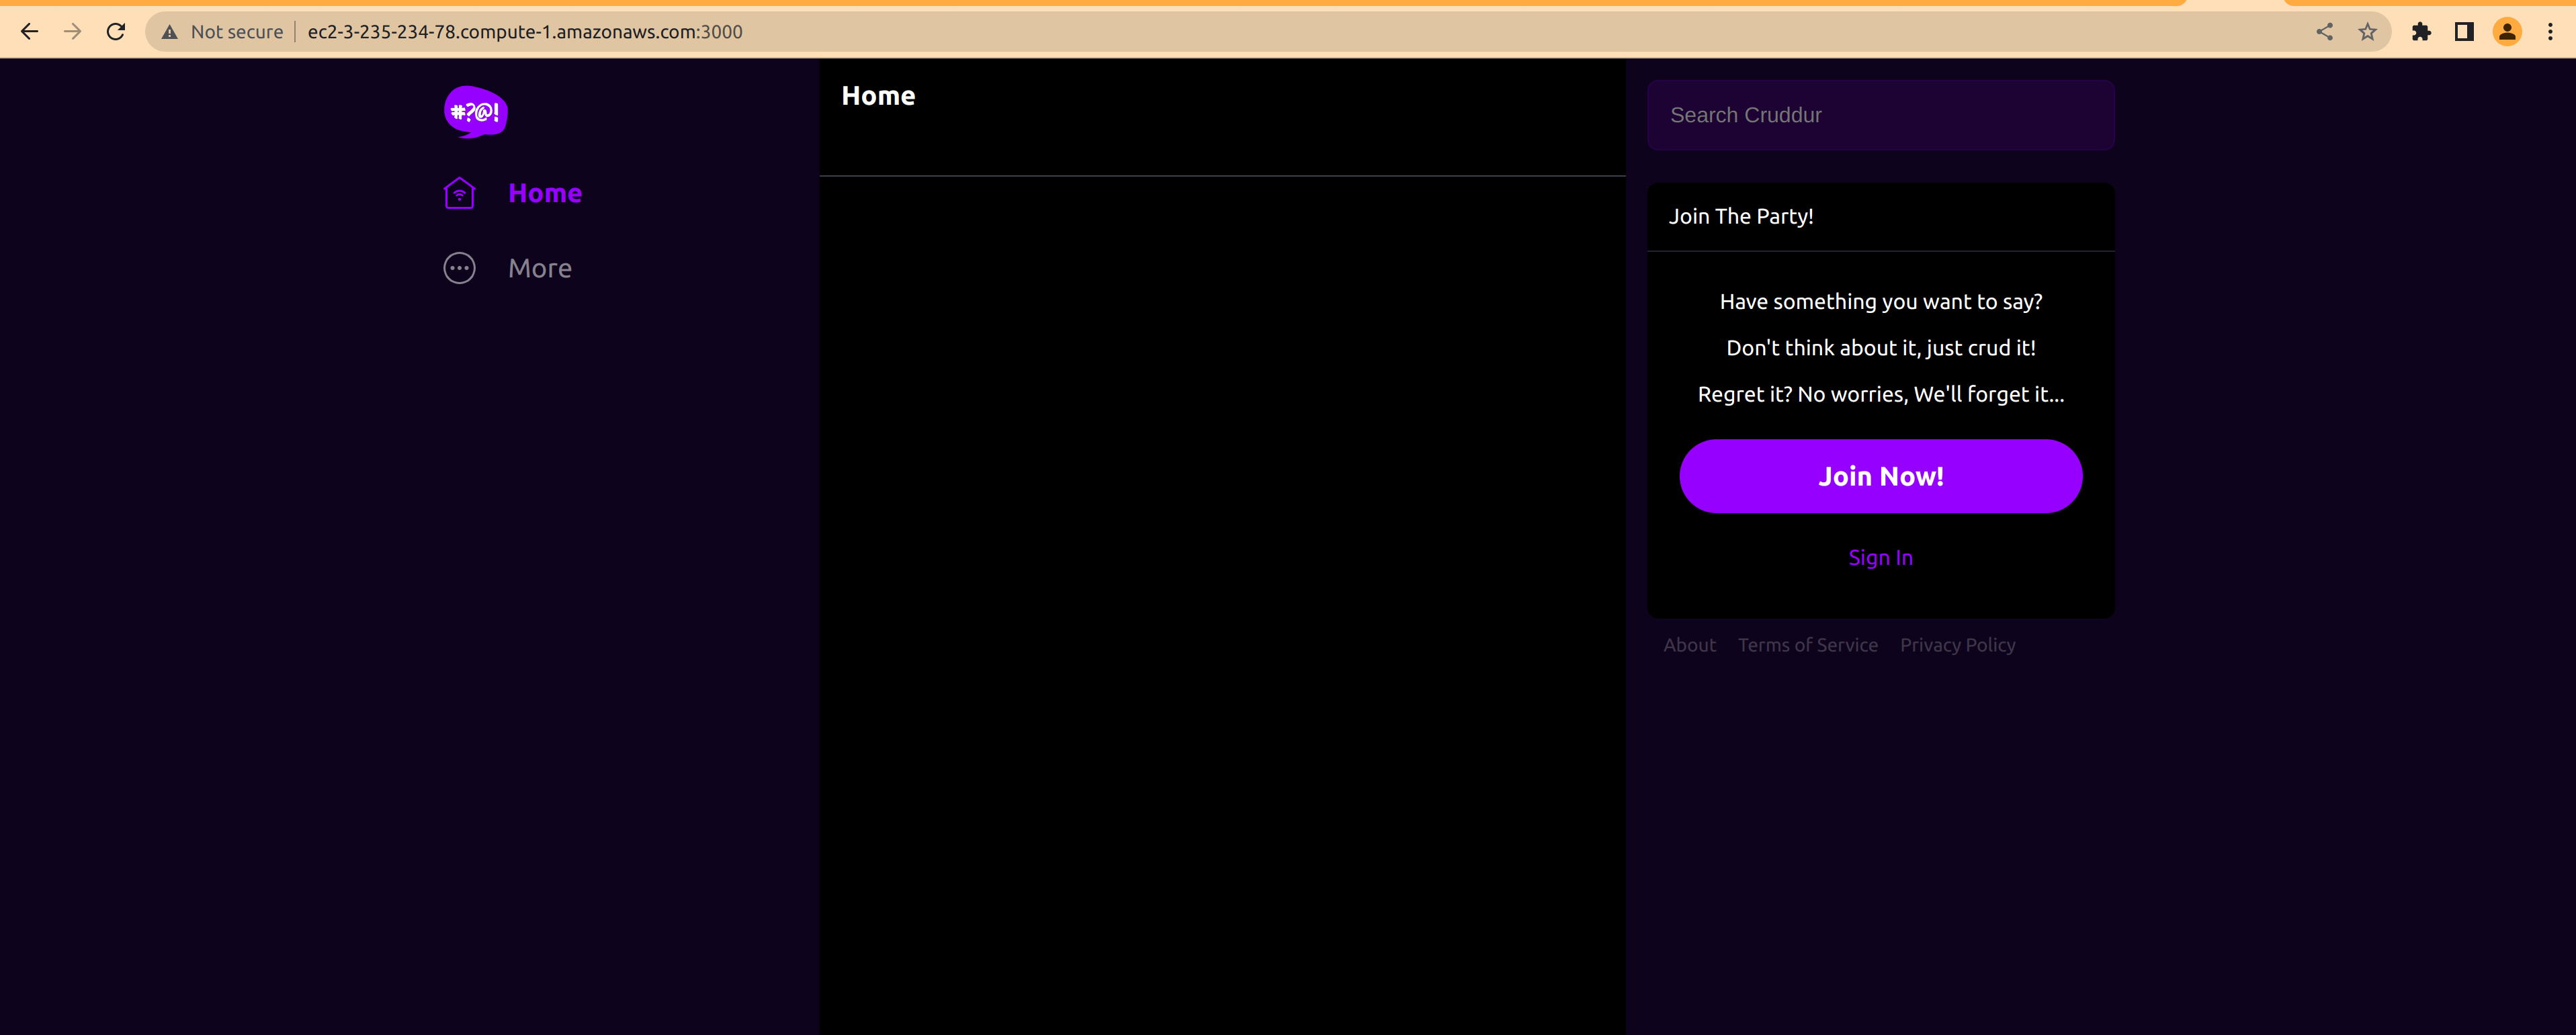 Not secure
ec2-3-235-234-78.compute-1.amazonaws.com:3000
#?@!
Home
More
Home
Search Cruddur
Join The Party!
Have something you want to say?
Don't think about it, just crud it!
Regret it? No worries, We'll forget it...
Join Now!
Sign In
About Terms of Service Privacy Policy